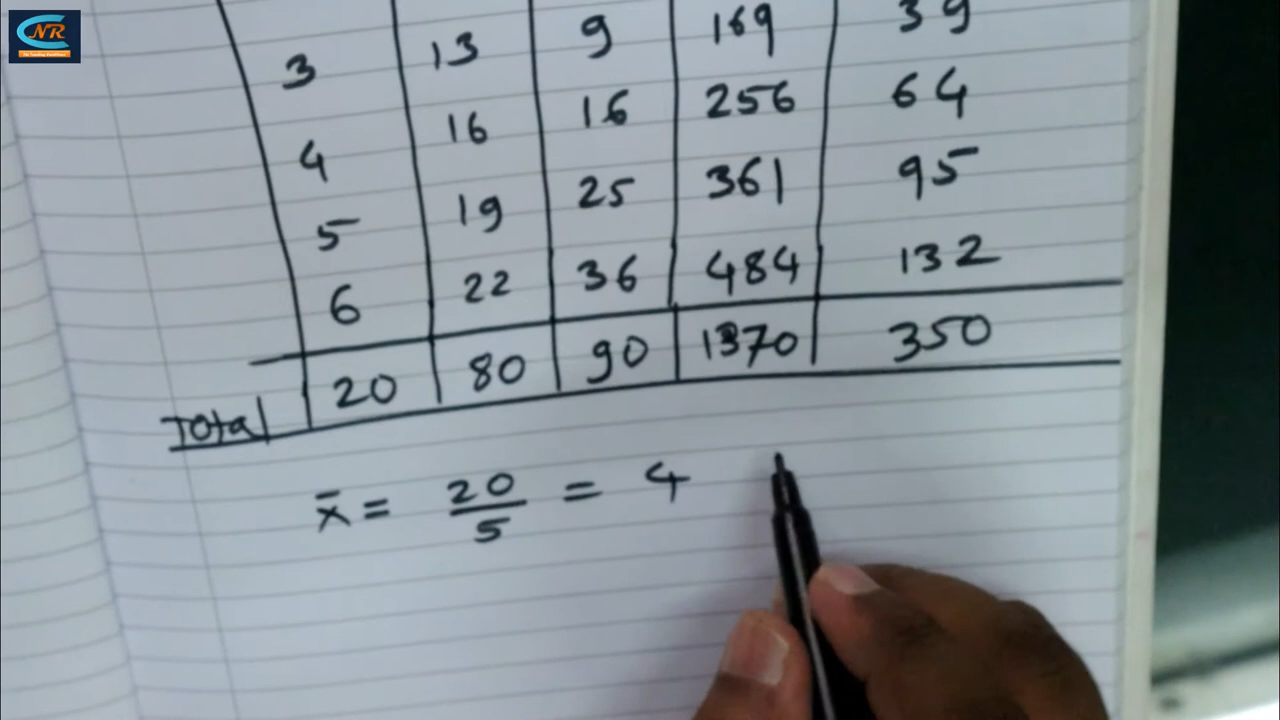 NR
3 13 9 169 39
4 16 16 256 64
5 19 25 361 95
6 22 36 484 132
Total 20 80 90 1370 350
x̄ = 20/5 = 4